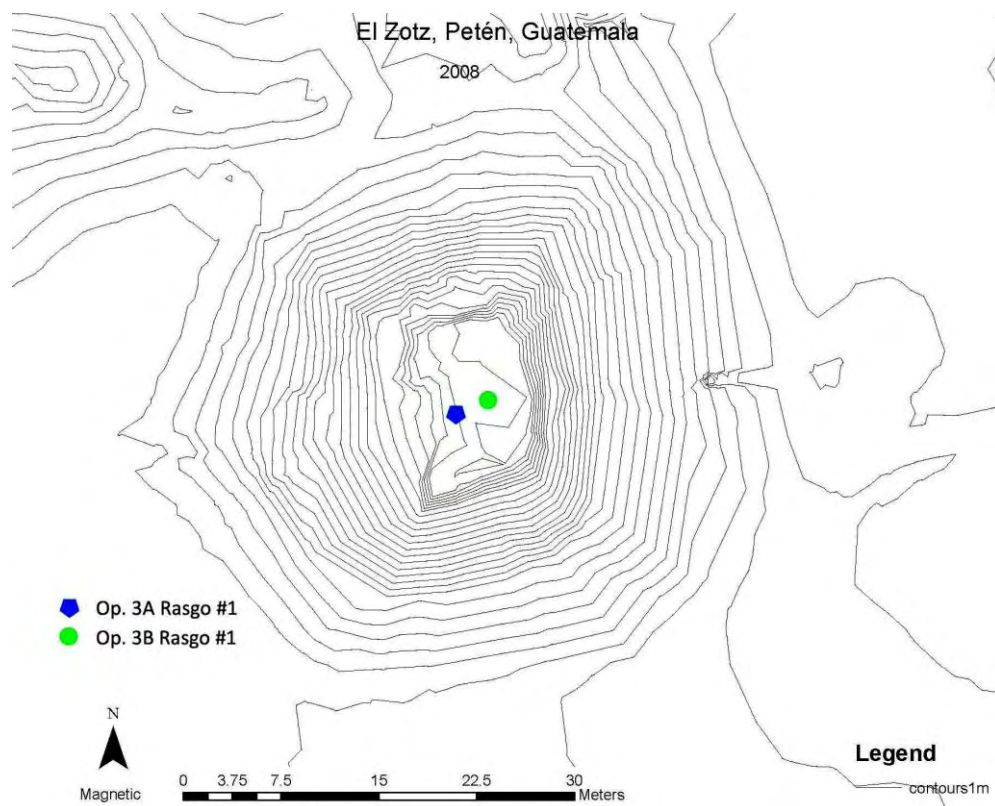 El Zotz, Petén, Guatemala
2008
Op. 3A Rasgo #1
Op. 3B Rasgo #1
N
Magnetic
0 3.75 7.5 15 22.5 30
Meters
Legend
contours1m